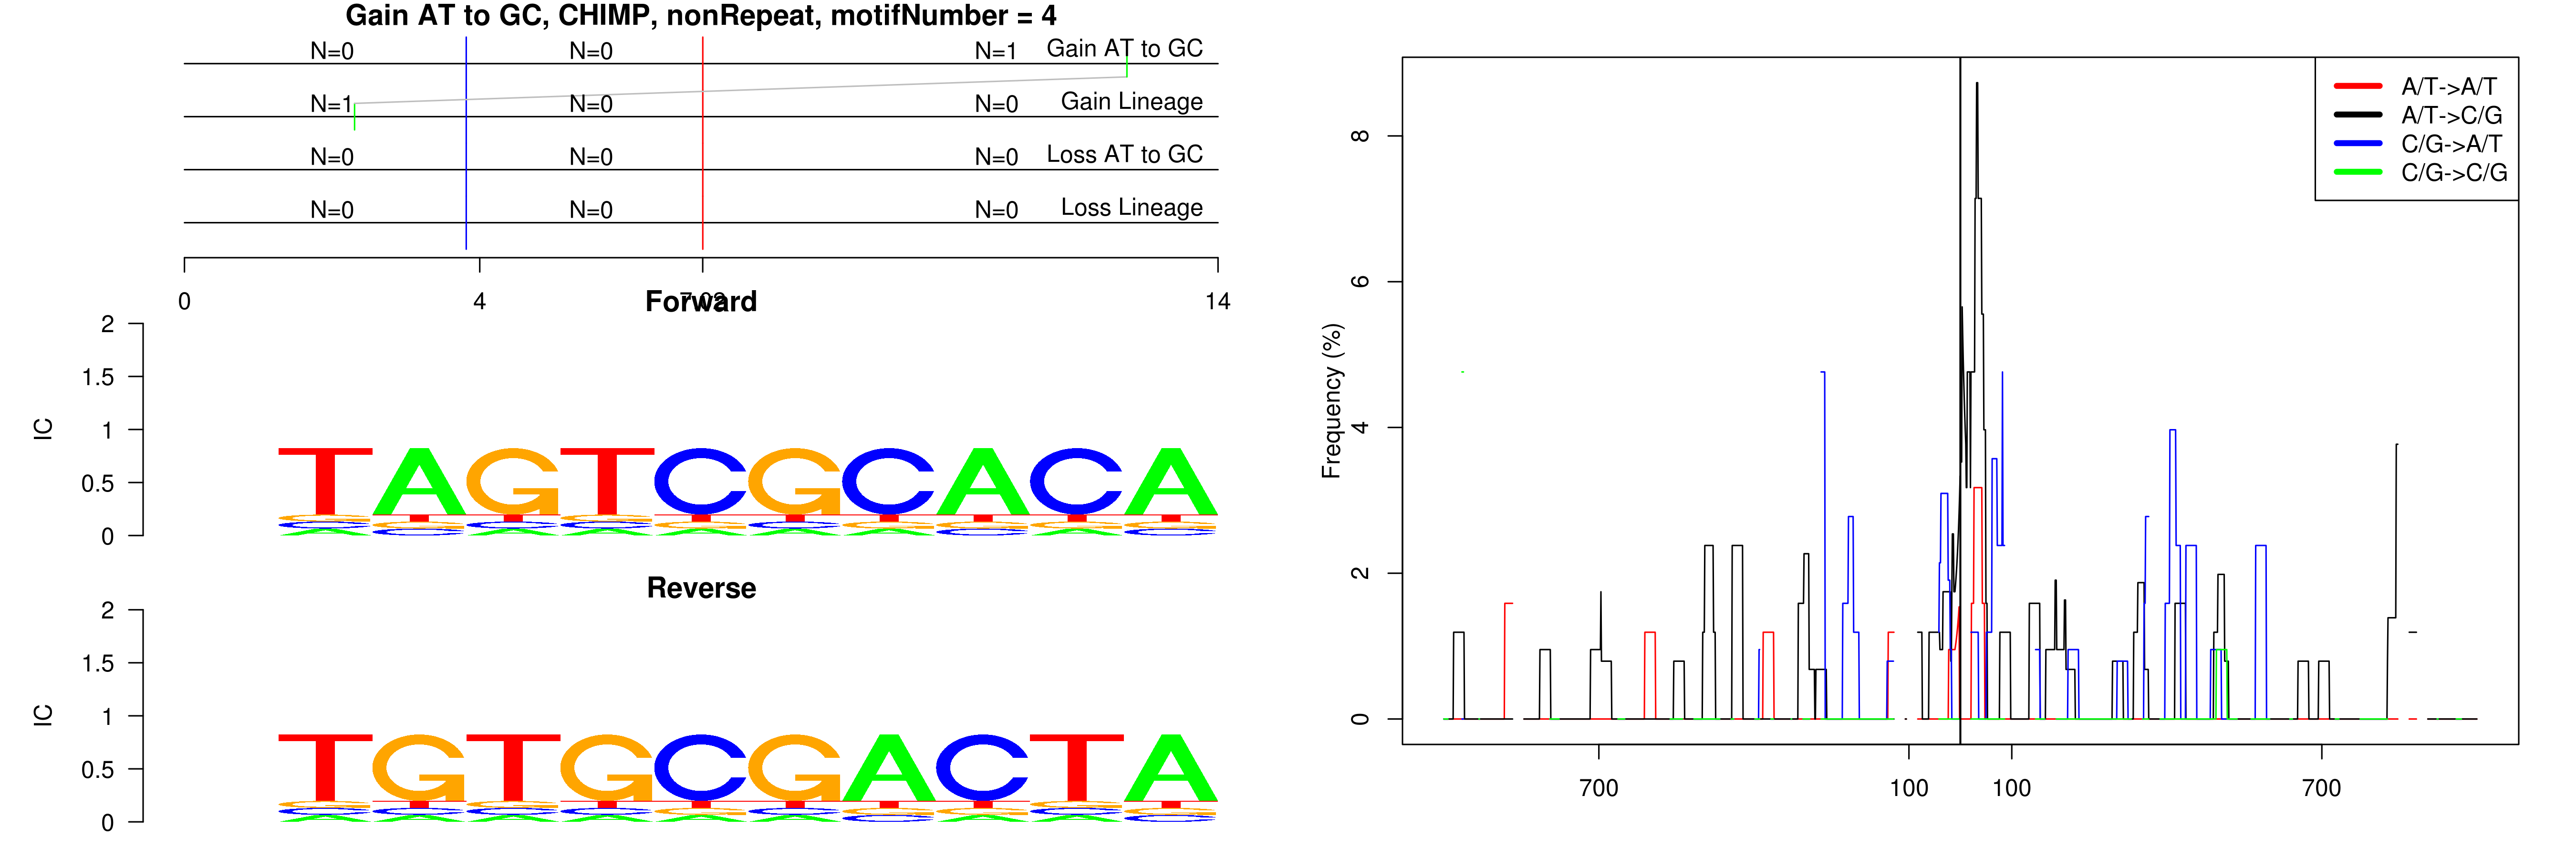 Gain AT to GC, CHIMP, nonRepeat, motifNumber = 4
N=0 N=0 N=1 Gain AT to GC
N=1 N=0 N=0 Gain Lineage
N=0 N=0 N=0 Loss AT to GC
N=0 N=0 N=0 Loss Lineage
0 4 14
Forward
IC
2
1.5
1
0.5
0
TAGTCGCACA
Reverse
IC
2
1.5
1
0.5
0
TGTGCGACTA
Frequency (%)
8
6
4
2
0
700 100 100 700
A/T->A/T
A/T->C/G
C/G->A/T
C/G->C/G